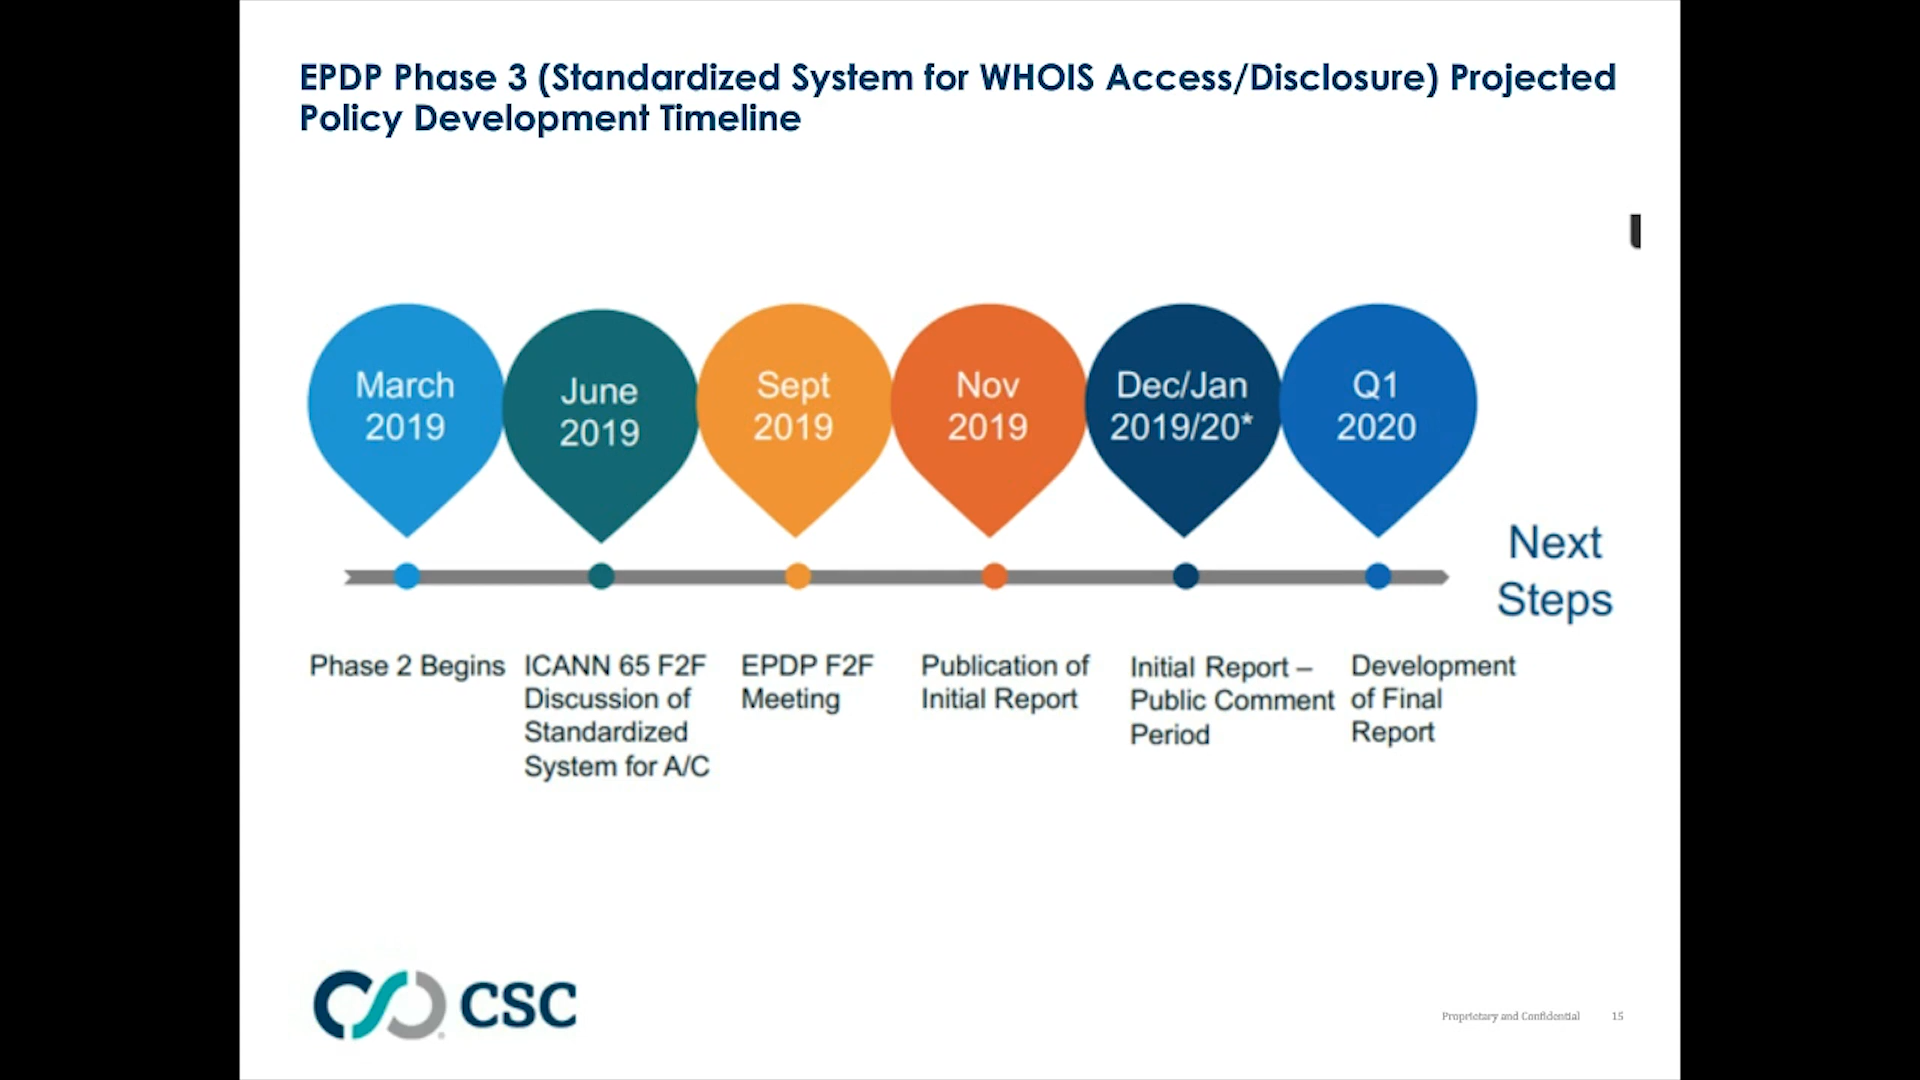 EPDP Phase 3 (Standardized System for WHOIS Access/Disclosure) Projected
Policy Development Timeline
March
2019
June
2019
Sept
2019
Nov
2019
Dec/Jan
2019/20*
Q1
2020
Next
Steps
Phase 2 Begins
ICANN 65 F2F
Discussion of
Standardized
System for A/C
EPDP F2F
Meeting
Publication of
Initial Report
Initial Report –
Public Comment
Period
Development
of Final
Report
CSC
Proprietary and Confidential 15